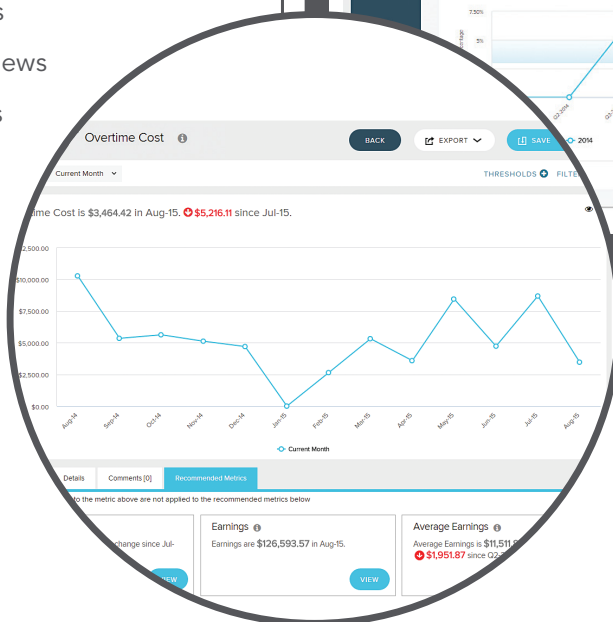 s
ews
s
7.50%
5%
Q2-2014
2014
Overtime Cost
BACK
EXPORT
SAVE
Current Month
THRESHOLDS
FILTE
me Cost is $3,464.42 in Aug-15. $5,216.11 since Jul-15.
2,500.00
$10,000.00
$7,500.00
$5,000.00
$2,500.00
$0.00
Aug-14 Sep-14 Oct-14 Nov-14 Dec-14 Jan-15 Feb-15 Mar-15 Apr-15 May-15 Jun-15 Jul-15 Aug-15
Current Month
Details Comments [0] Recommended Metrics
to the metric above are not applied to the recommended metrics below
change since Jul-
EW
Earnings
Earnings are $126,593.57 in Aug-15.
VIEW
Average Earnings
Average Earnings is $11,511.
$1,951.87 since Q2-